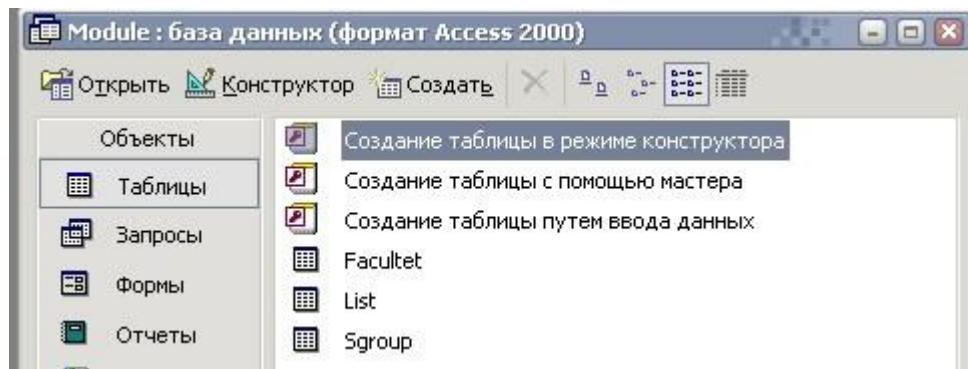 Module : база данных (формат Access 2000)
Открыть Конструктор Создать
Объекты
Таблицы
Запросы
Формы
Отчеты
Создание таблицы в режиме конструктора
Создание таблицы с помощью мастера
Создание таблицы путем ввода данных
Facultet
List
Sgroup